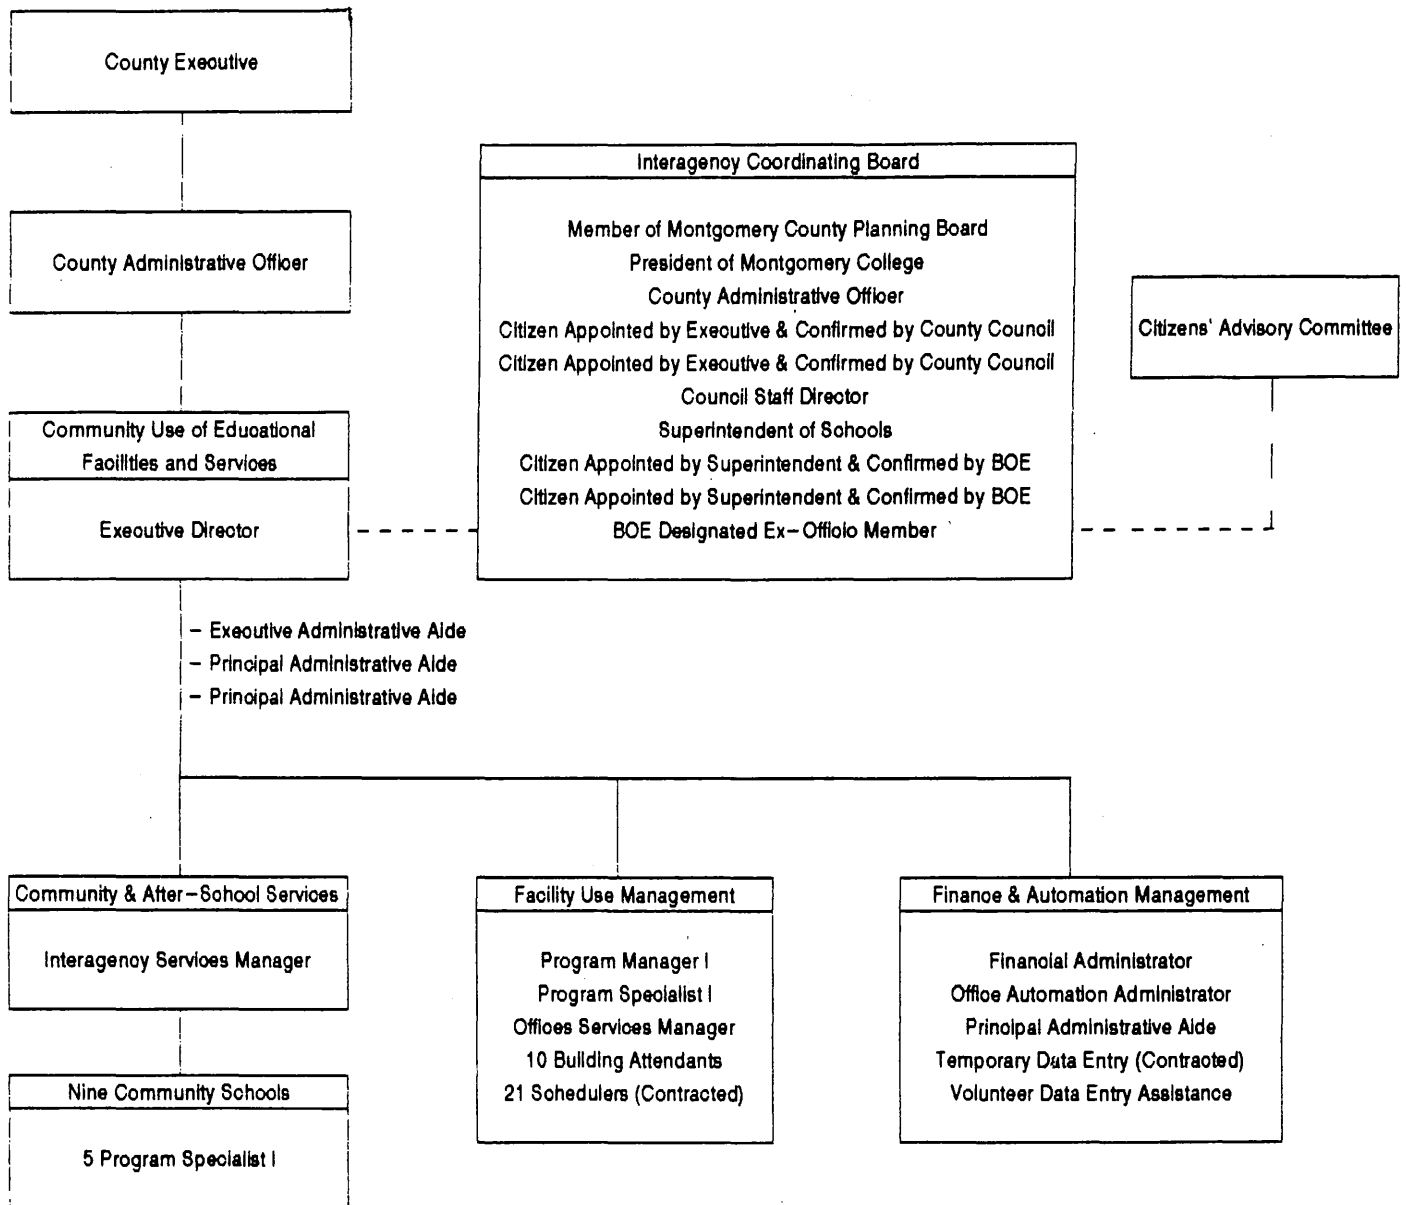 County Executive
County Administrative Officer
Community Use of Educational
Facilities and Services
Executive Director
Interagency Coordinating Board
Member of Montgomery County Planning Board
President of Montgomery College
County Administrative Officer
Citizen Appointed by Executive & Confirmed by County Council
Citizen Appointed by Executive & Confirmed by County Council
Council Staff Director
Superintendent of Schools
Citizen Appointed by Superintendent & Confirmed by BOE
Citizen Appointed by Superintendent & Confirmed by BOE
BOE Designated Ex-Officio Member
Citizens' Advisory Committee
- Executive Administrative Aide
- Principal Administrative Aide
- Principal Administrative Aide
Community & After-School Services
Interagency Services Manager
Nine Community Schools
5 Program Specialist I
Facility Use Management
Program Manager I
Program Specialist I
Offices Services Manager
10 Building Attendants
21 Schedulers (Contracted)
Finance & Automation Management
Financial Administrator
Office Automation Administrator
Principal Administrative Aide
Temporary Data Entry (Contracted)
Volunteer Data Entry Assistance